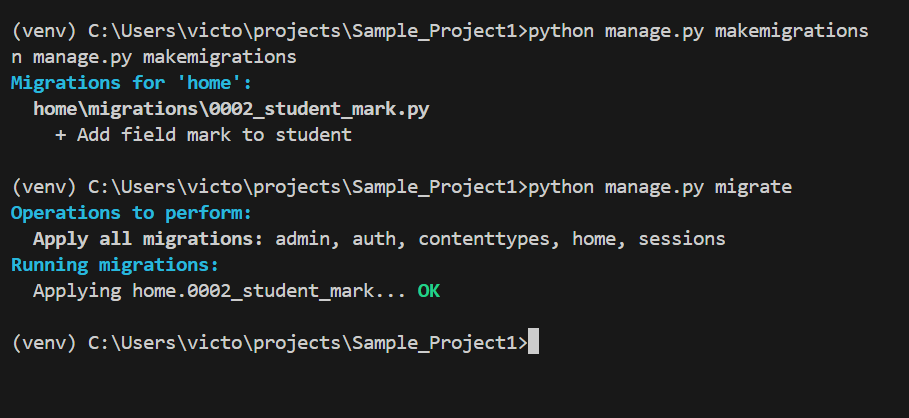 (venv) C:\Users\victo\projects\Sample_Project1>python manage.py makemigrations
n manage.py makemigrations
Migrations for 'home':
  home\migrations\0002_student_mark.py
    + Add field mark to student
(venv) C:\Users\victo\projects\Sample_Project1>python manage.py migrate
Operations to perform:
  Apply all migrations: admin, auth, contenttypes, home, sessions
Running migrations:
  Applying home.0002_student_mark... OK
(venv) C:\Users\victo\projects\Sample_Project1>